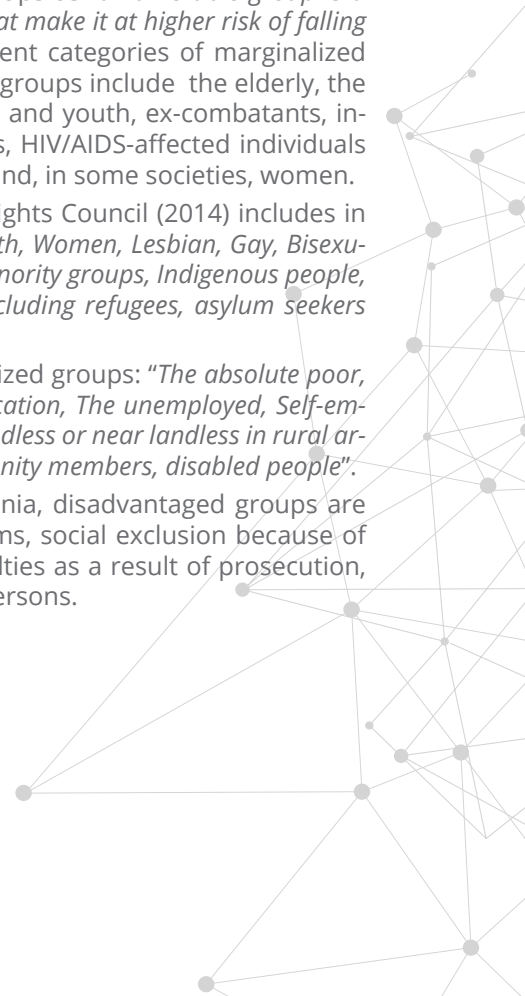 at make it at higher risk of falling
ent categories of marginalized
groups include the elderly, the
and youth, ex-combatants, in-
s, HIV/AIDS-affected individuals
nd, in some societies, women.
ights Council (2014) includes in
th, Women, Lesbian, Gay, Bisexu-
nority groups, Indigenous people,
cluding refugees, asylum seekers
ized groups: “The absolute poor,
cation, The unemployed, Self-em-
dless or near landless in rural ar-
nity members, disabled people”.
nia, disadvantaged groups are
ms, social exclusion because of
lties as a result of prosecution,
ersons.